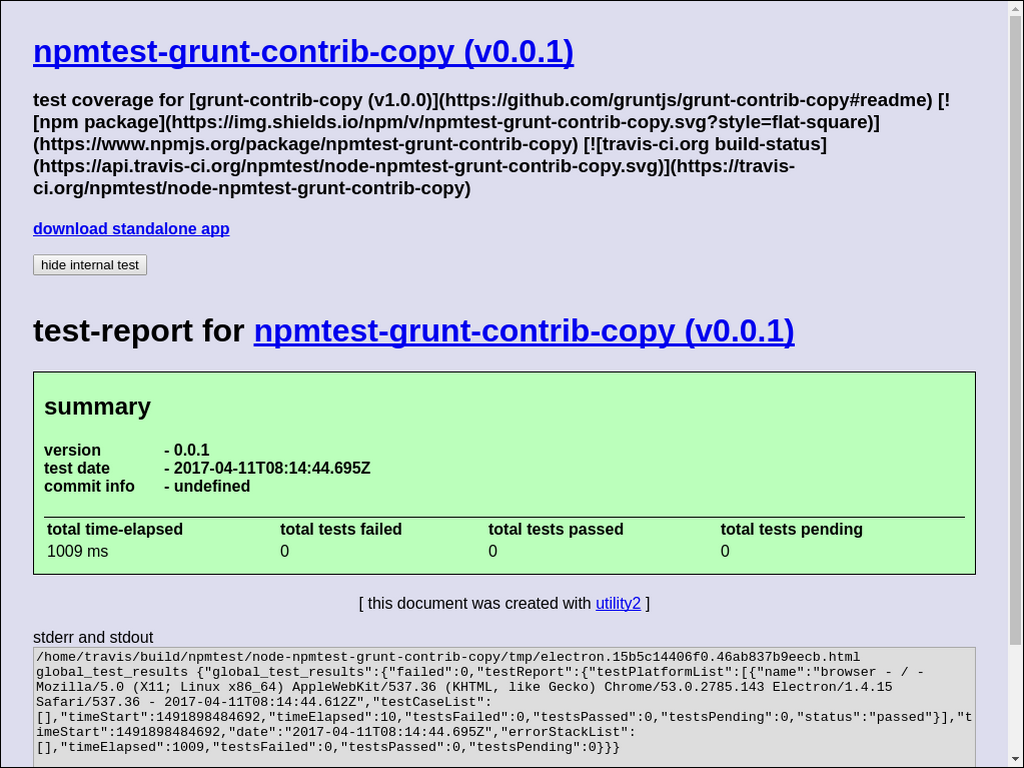 npmtest-grunt-contrib-copy (v0.0.1)
test coverage for [grunt-contrib-copy (v1.0.0)](https://github.com/gruntjs/grunt-contrib-copy#readme) [!
[npm package](https://img.shields.io/npm/v/npmtest-grunt-contrib-copy.svg?style=flat-square)]
(https://www.npmjs.org/package/npmtest-grunt-contrib-copy) [![travis-ci.org build-status]
(https://api.travis-ci.org/npmtest/node-npmtest-grunt-contrib-copy.svg)](https://travis-
ci.org/npmtest/node-npmtest-grunt-contrib-copy)
download standalone app
hide internal test
test-report for npmtest-grunt-contrib-copy (v0.0.1)
summary
version - 0.0.1
test date - 2017-04-11T08:14:44.695Z
commit info - undefined
total time-elapsed total tests failed total tests passed total tests pending
1009 ms 0 0 0
[ this document was created with utility2 ]
stderr and stdout
/home/travis/build/npmtest/node-npmtest-grunt-contrib-copy/tmp/electron.15b5c14406f0.46ab837b9eecb.html
global_test_results {"global_test_results":{"failed":0,"testReport":{"testPlatformList":[{"name":"browser - / -
Mozilla/5.0 (X11; Linux x86_64) AppleWebKit/537.36 (KHTML, like Gecko) Chrome/53.0.2785.143 Electron/1.4.15
Safari/537.36 - 2017-04-11T08:14:44.612Z","testCaseList":
[],"timeStart":1491898484692,"timeElapsed":10,"testsFailed":0,"testsPassed":0,"testsPending":0,"status":"passed"}],"t
imeStart":1491898484692,"date":"2017-04-11T08:14:44.695Z","errorStackList":
[],"timeElapsed":1009,"testsFailed":0,"testsPassed":0,"testsPending":0}}}